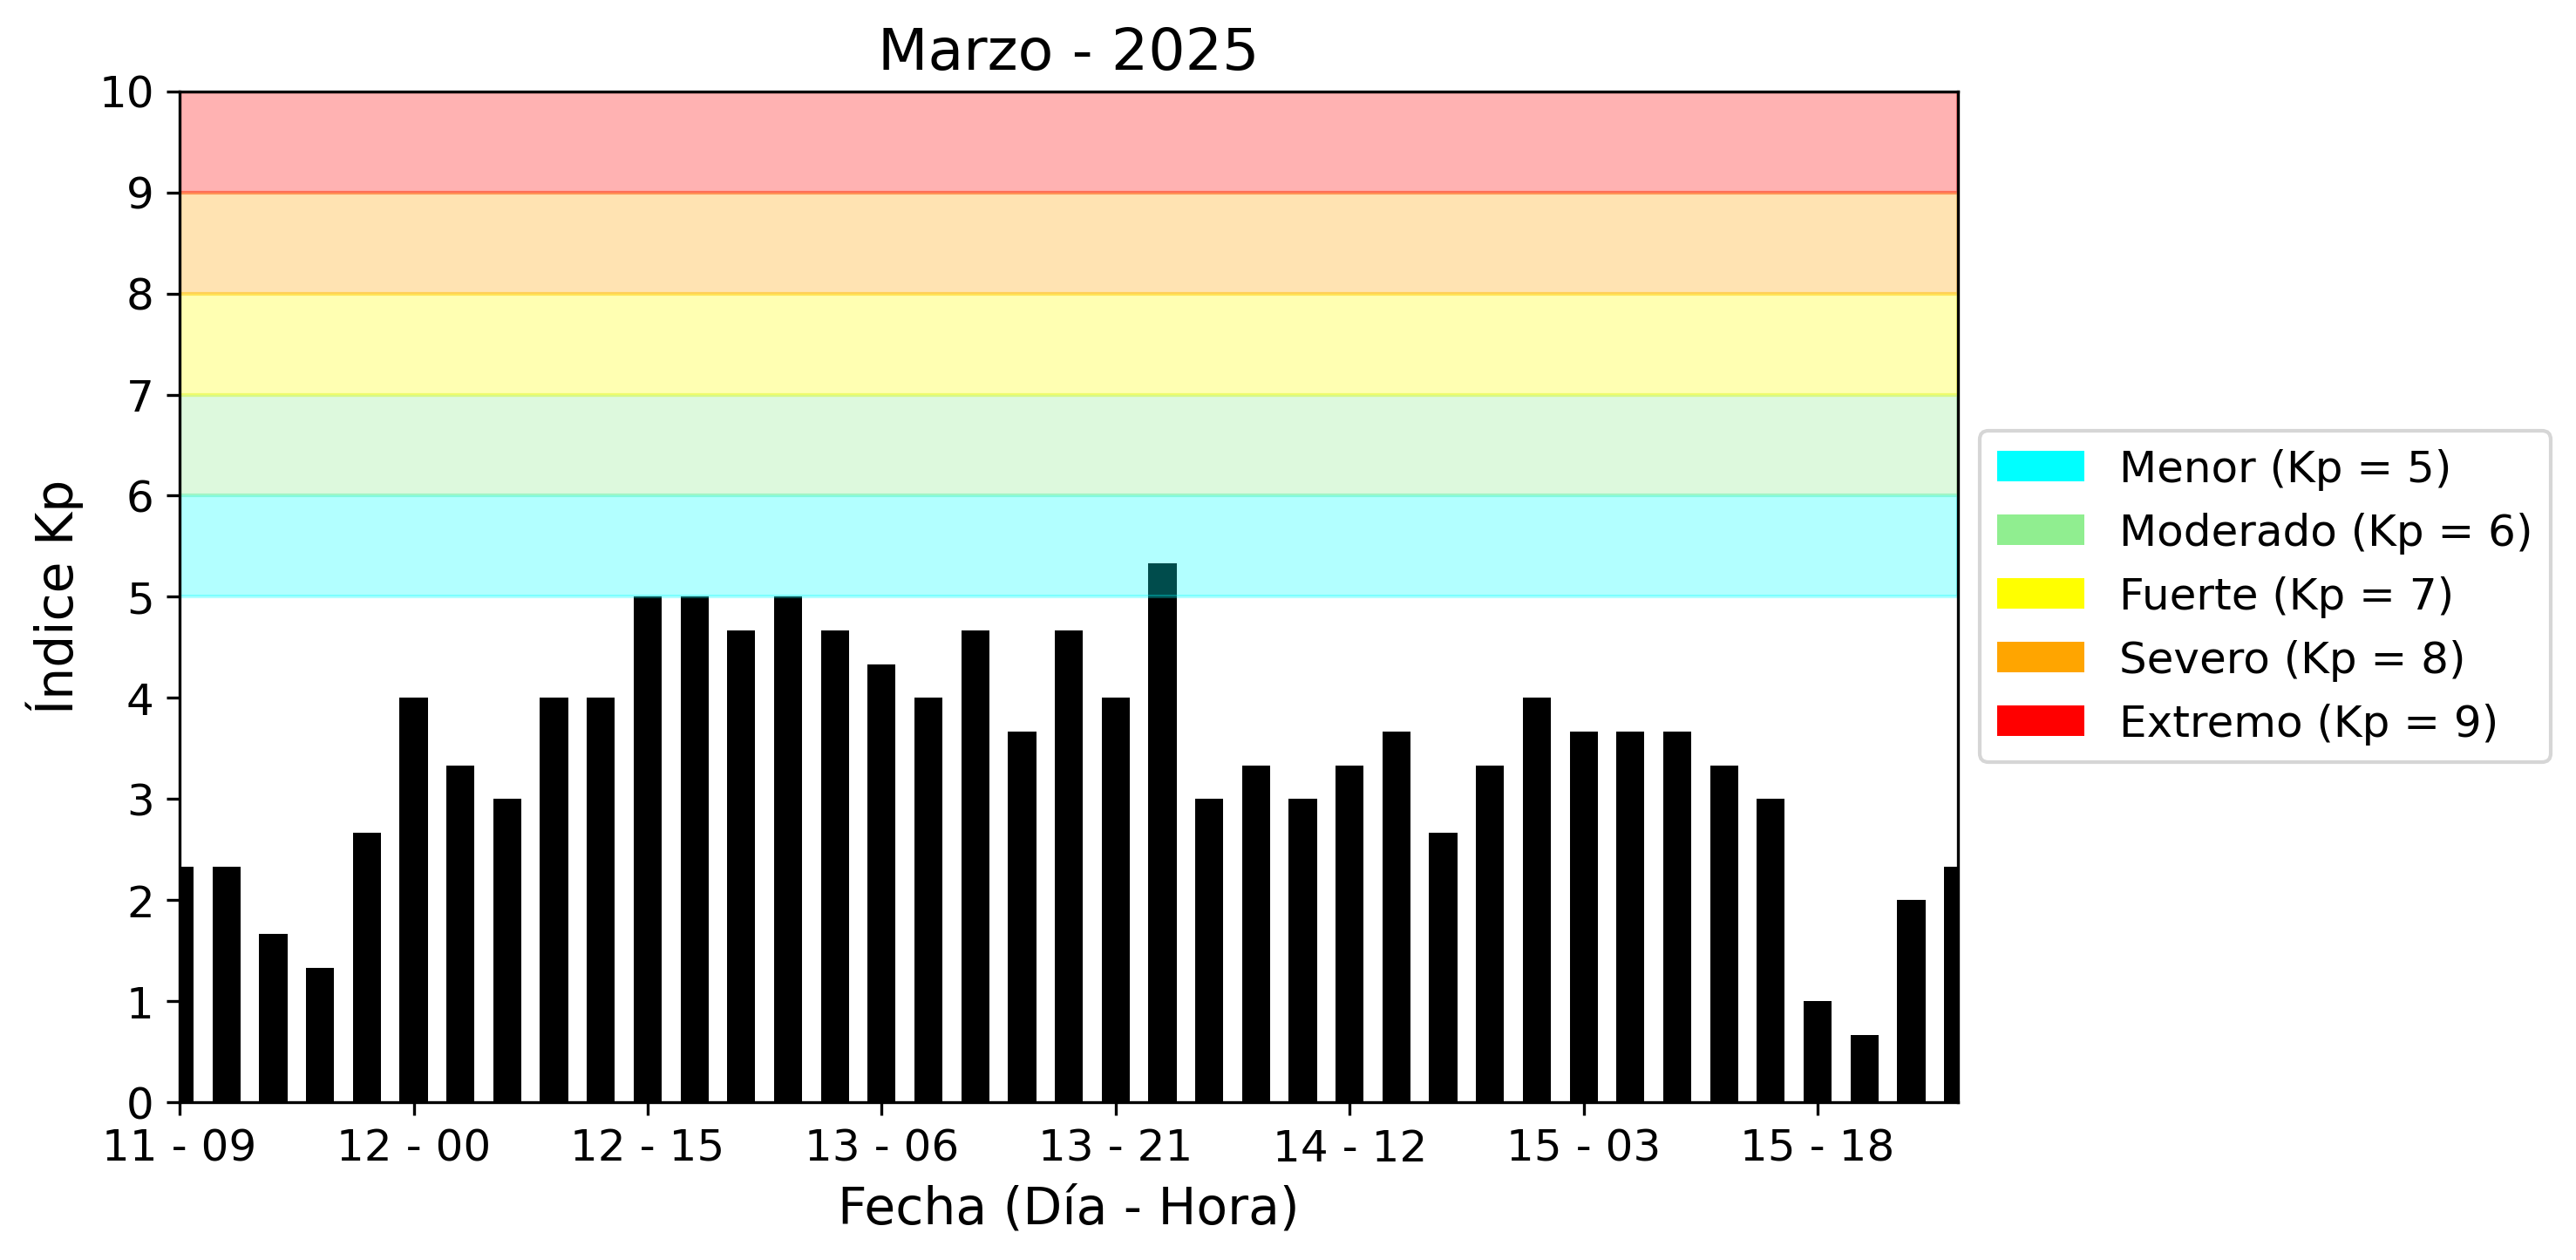 Marzo - 2025
10
9
8
7
6
5
4
3
2
1
0
Índice Kp
11 - 09 12 - 00 12 - 15 13 - 06 13 - 21 14 - 12 15 - 03 15 - 18
Fecha (Día - Hora)
Menor (Kp = 5)
Moderado (Kp = 6)
Fuerte (Kp = 7)
Severo (Kp = 8)
Extremo (Kp = 9)